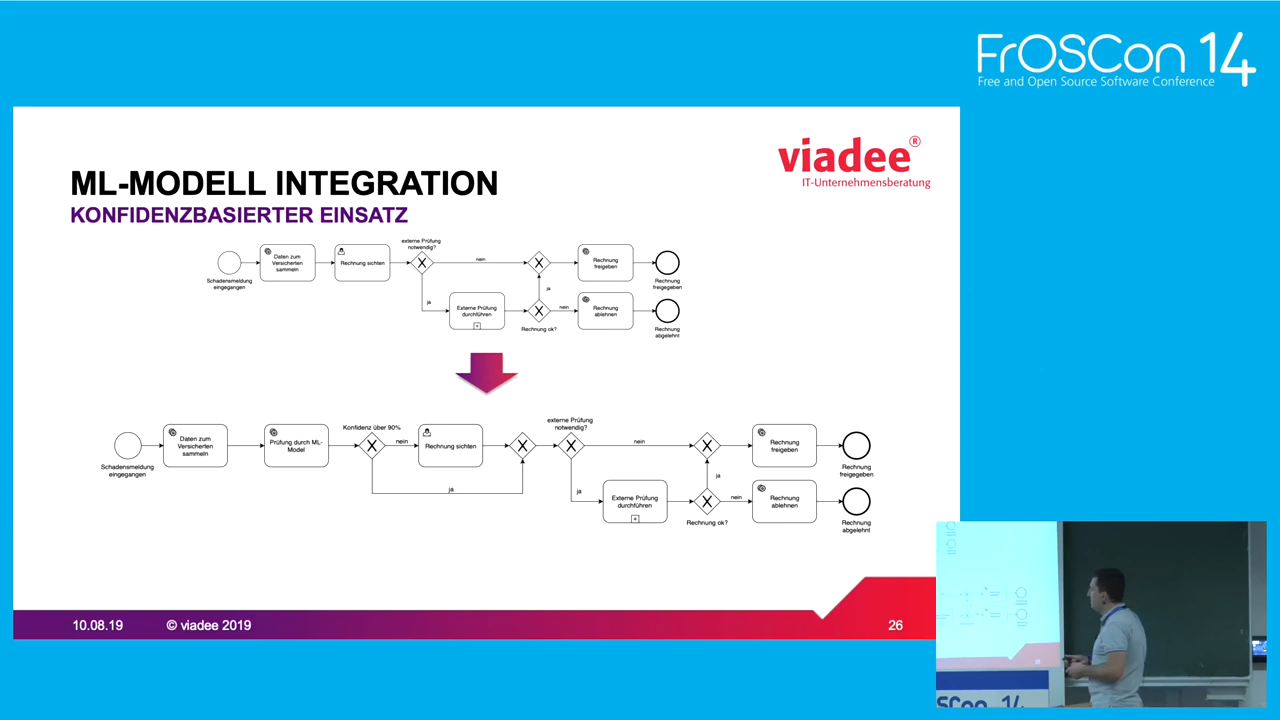 FrOSCon 14
Free and Open Source Software Conference
viadee®
IT-Unternehmensberatung
ML-MODELL INTEGRATION
KONFIDENZBASIERTER EINSATZ
Schadensmeldung
eingegangen
Daten zum
Versicherten
sammeln
Rechnung sichten
externe Prüfung
notwendig?
nein
ja
Externe Prüfung
durchführen
Rechnung ok?
ja
nein
Rechnung
freigeben
Rechnung
freigegeben
Rechnung
ablehnen
Rechnung
abgelehnt
Schadensmeldung
eingegangen
Daten zum
Versicherten
sammeln
Prüfung durch ML-
Model
Konfidenz über 90%
nein
ja
Rechnung sichten
externe Prüfung
notwendig?
nein
ja
Externe Prüfung
durchführen
Rechnung ok?
ja
nein
Rechnung
freigeben
Rechnung
freigegeben
Rechnung
ablehnen
Rechnung
abgelehnt
10.08.19
© viadee 2019
26
SCon 14